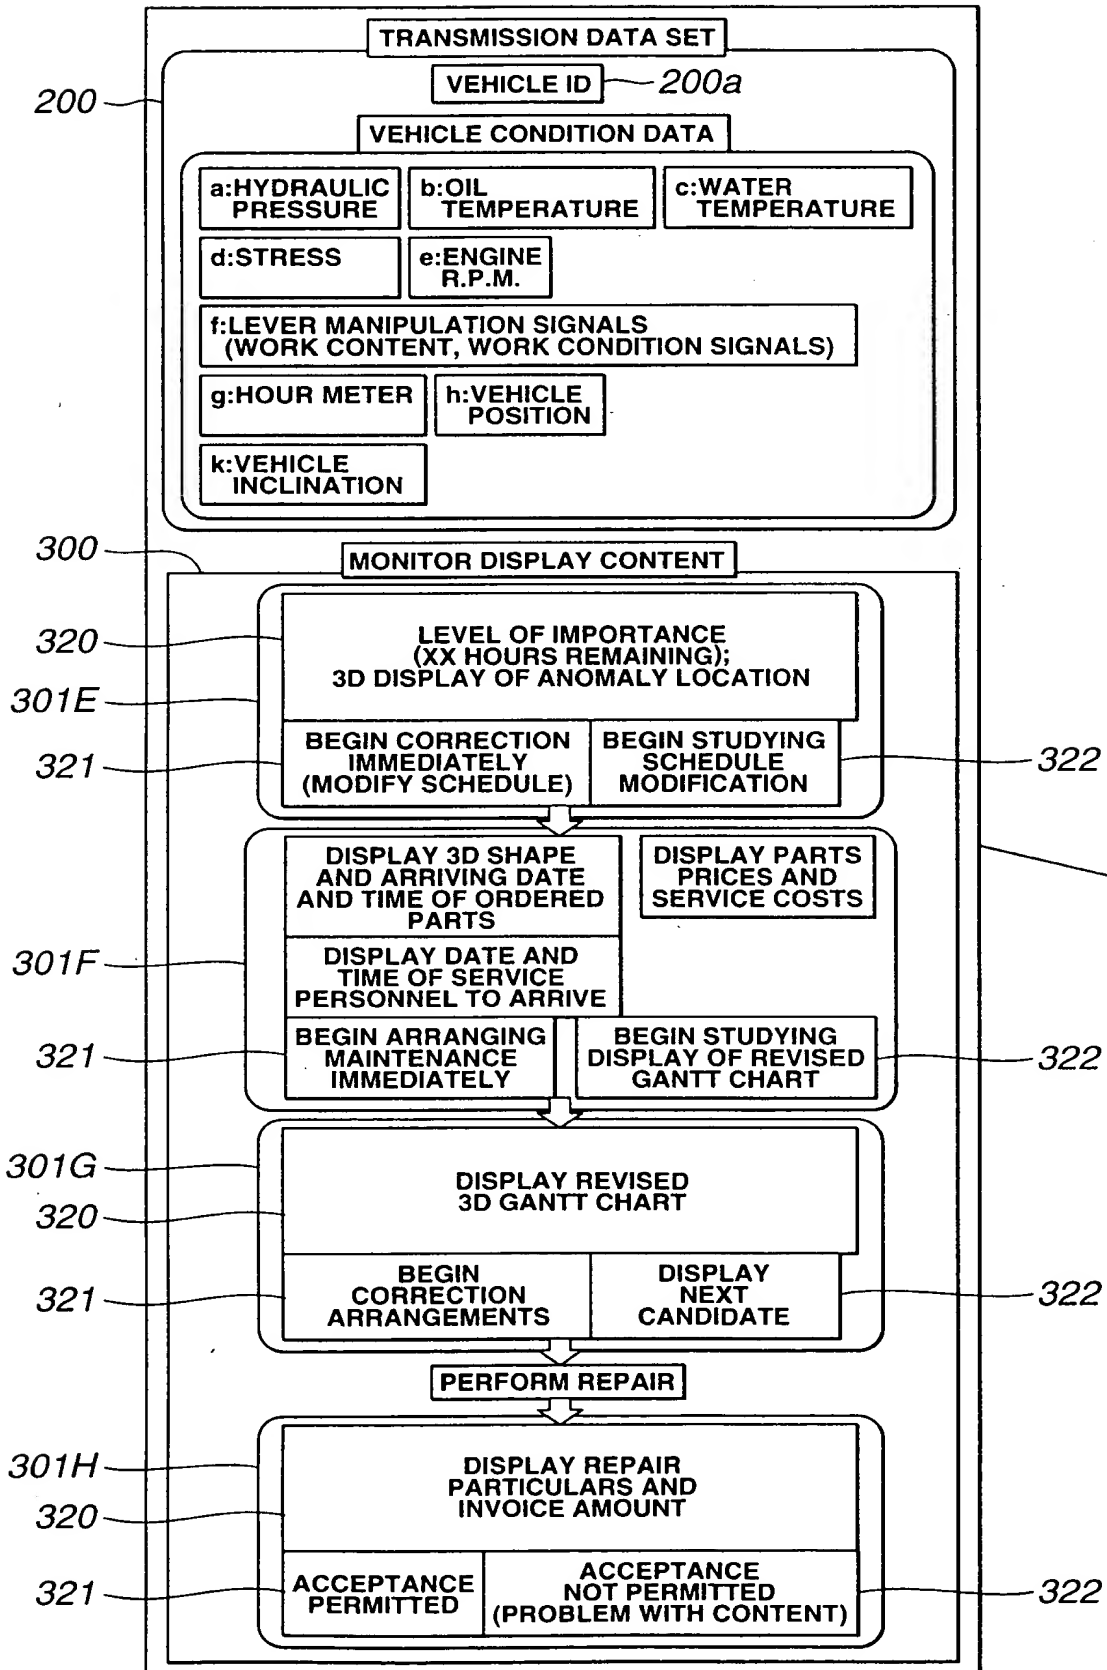 TRANSMISSION DATA SET
VEHICLE ID
200a
200
VEHICLE CONDITION DATA
a:HYDRAULIC
PRESSURE
b:OIL
TEMPERATURE
c:WATER
TEMPERATURE
d:STRESS
e:ENGINE
R.P.M.
f:LEVER MANIPULATION SIGNALS
(WORK CONTENT, WORK CONDITION SIGNALS)
g:HOUR METER
h:VEHICLE
POSITION
k:VEHICLE
INCLINATION
300
MONITOR DISPLAY CONTENT
320
LEVEL OF IMPORTANCE
(XX HOURS REMAINING);
3D DISPLAY OF ANOMALY LOCATION
301E
321
BEGIN CORRECTION
IMMEDIATELY
(MODIFY SCHEDULE)
BEGIN STUDYING
SCHEDULE
MODIFICATION
322
DISPLAY 3D SHAPE
AND ARRIVING DATE
AND TIME OF ORDERED
PARTS
DISPLAY PARTS
PRICES AND
SERVICE COSTS
301F
DISPLAY DATE AND
TIME OF SERVICE
PERSONNEL TO ARRIVE
321
BEGIN ARRANGING
MAINTENANCE
IMMEDIATELY
BEGIN STUDYING
DISPLAY OF REVISED
GANTT CHART
322
301G
320
DISPLAY REVISED
3D GANTT CHART
321
BEGIN
CORRECTION
ARRANGEMENTS
DISPLAY
NEXT
CANDIDATE
322
PERFORM REPAIR
301H
320
DISPLAY REPAIR
PARTICULARS AND
INVOICE AMOUNT
321
ACCEPTANCE
PERMITTED
ACCEPTANCE
NOT PERMITTED
(PROBLEM WITH CONTENT)
322